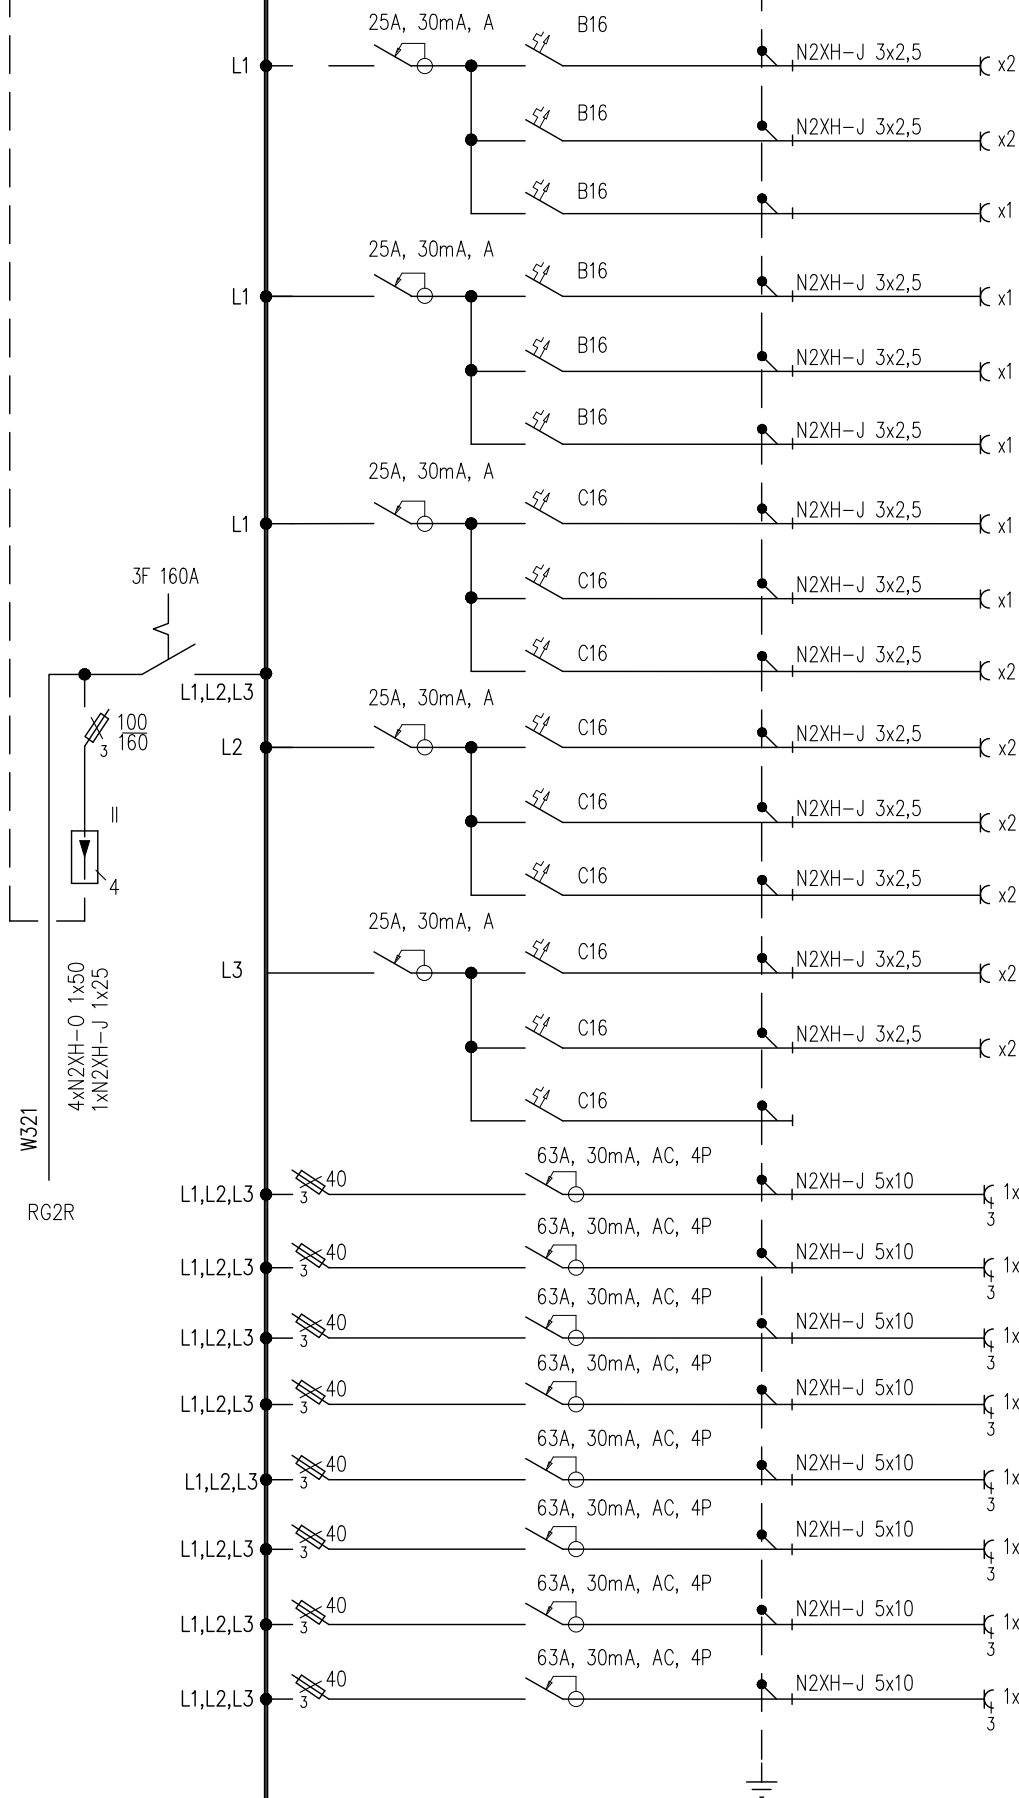 25A, 30mA, A
B16
L1
N2XH-J 3x2,5
x2
B16
N2XH-J 3x2,5
x2
B16
x1
25A, 30mA, A
B16
L1
N2XH-J 3x2,5
x1
B16
N2XH-J 3x2,5
x1
B16
N2XH-J 3x2,5
x1
25A, 30mA, A
C16
L1
N2XH-J 3x2,5
x1
C16
N2XH-J 3x2,5
x1
C16
N2XH-J 3x2,5
x2
3F 160A
L1,L2,L3
100
160
3
II
4
4xN2XH-O 1x50
1xN2XH-J 1x25
W321
RG2R
25A, 30mA, A
C16
L2
N2XH-J 3x2,5
x2
C16
N2XH-J 3x2,5
x2
C16
N2XH-J 3x2,5
x2
25A, 30mA, A
C16
L3
N2XH-J 3x2,5
x2
C16
N2XH-J 3x2,5
x2
C16
63A, 30mA, AC, 4P
L1,L2,L3
3
40
N2XH-J 5x10
1x
3
63A, 30mA, AC, 4P
L1,L2,L3
3
40
N2XH-J 5x10
1x
3
63A, 30mA, AC, 4P
L1,L2,L3
3
40
N2XH-J 5x10
1x
3
63A, 30mA, AC, 4P
L1,L2,L3
3
40
N2XH-J 5x10
1x
3
63A, 30mA, AC, 4P
L1,L2,L3
3
40
N2XH-J 5x10
1x
3
63A, 30mA, AC, 4P
L1,L2,L3
3
40
N2XH-J 5x10
1x
3
63A, 30mA, AC, 4P
L1,L2,L3
3
40
N2XH-J 5x10
1x
3
63A, 30mA, AC, 4P
L1,L2,L3
3
40
N2XH-J 5x10
1x
3